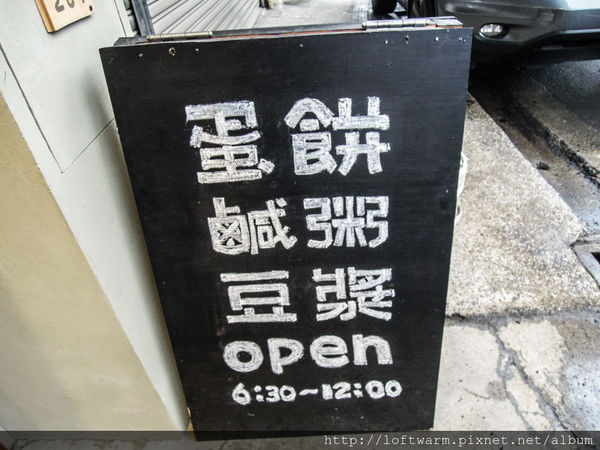 蛋餅
鹹粥
豆漿
open
6:30~12:00
http://loftwarm.pixnet.net/album